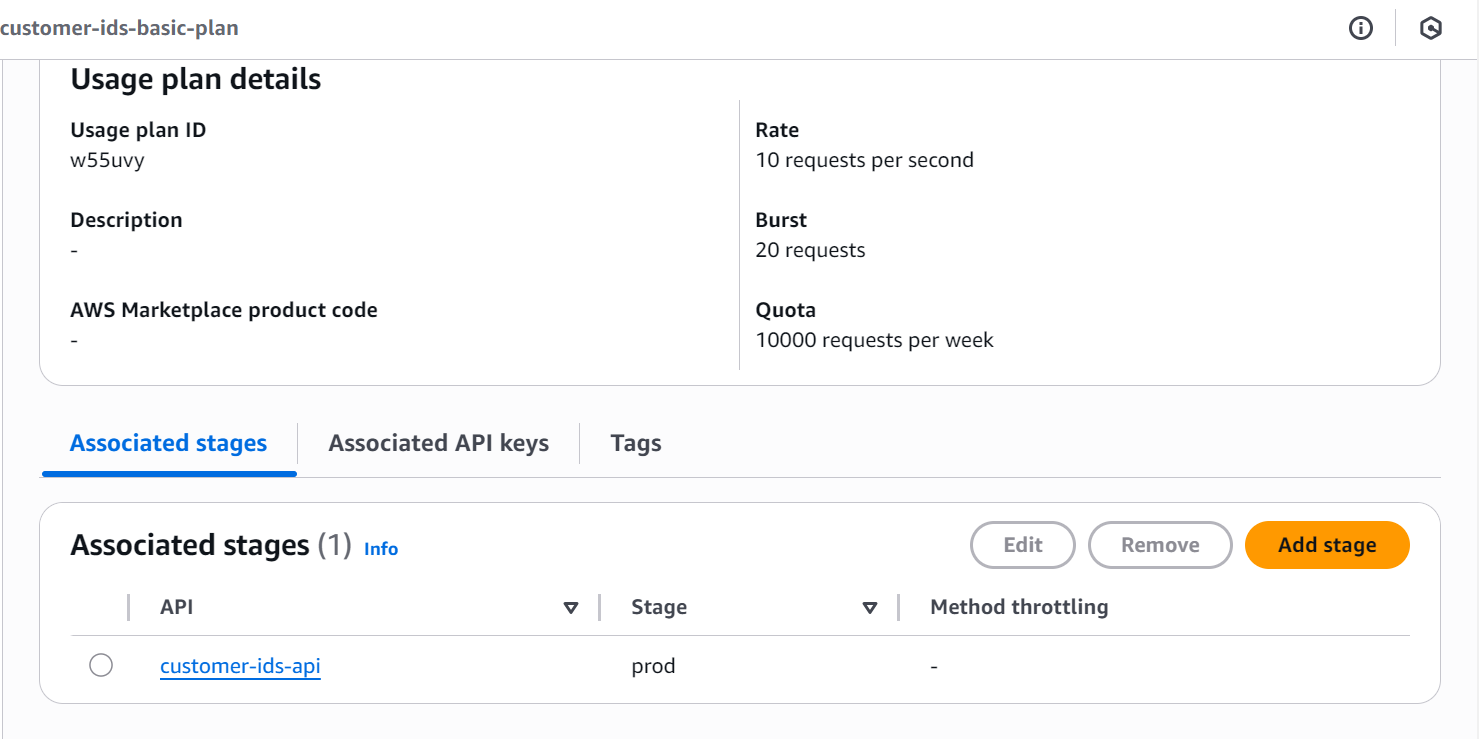 customer-ids-basic-plan
Usage plan details
Usage plan ID
w55uvy
Description
-
AWS Marketplace product code
-
Rate
10 requests per second
Burst
20 requests
Quota
10000 requests per week
Associated stages
Associated API keys
Tags
Associated stages (1) Info
Edit
Remove
Add stage
API
Stage
Method throttling
customer-ids-api
prod
-